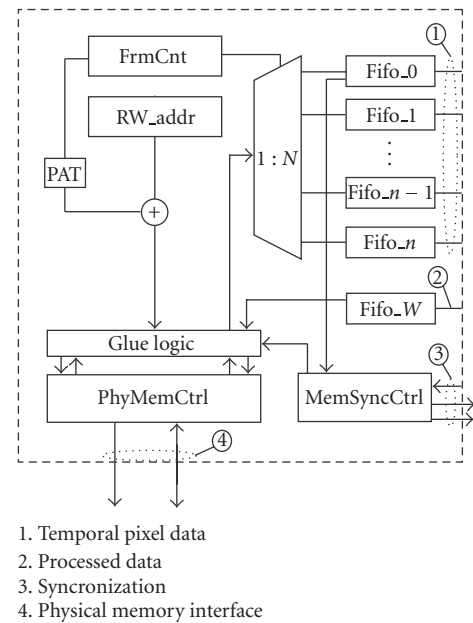 1
FrmCnt
Fifo_0
RW_addr
Fifo_1
1 : N
⋮
PAT
Fifo_n − 1
+
Fifo_n
2
Fifo_W
Glue logic
3
PhyMemCtrl
MemSyncCtrl
4
1. Temporal pixel data
2. Processed data
3. Syncronization
4. Physical memory interface